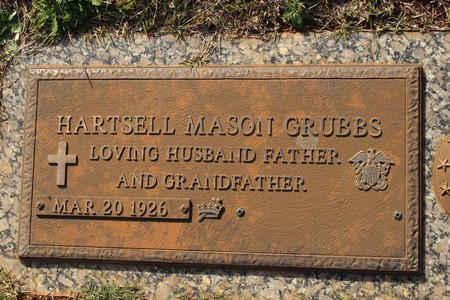 HARTSELL MASON GRUBBS
LOVING HUSBAND FATHER
AND GRANDFATHER
MAR 20 1926